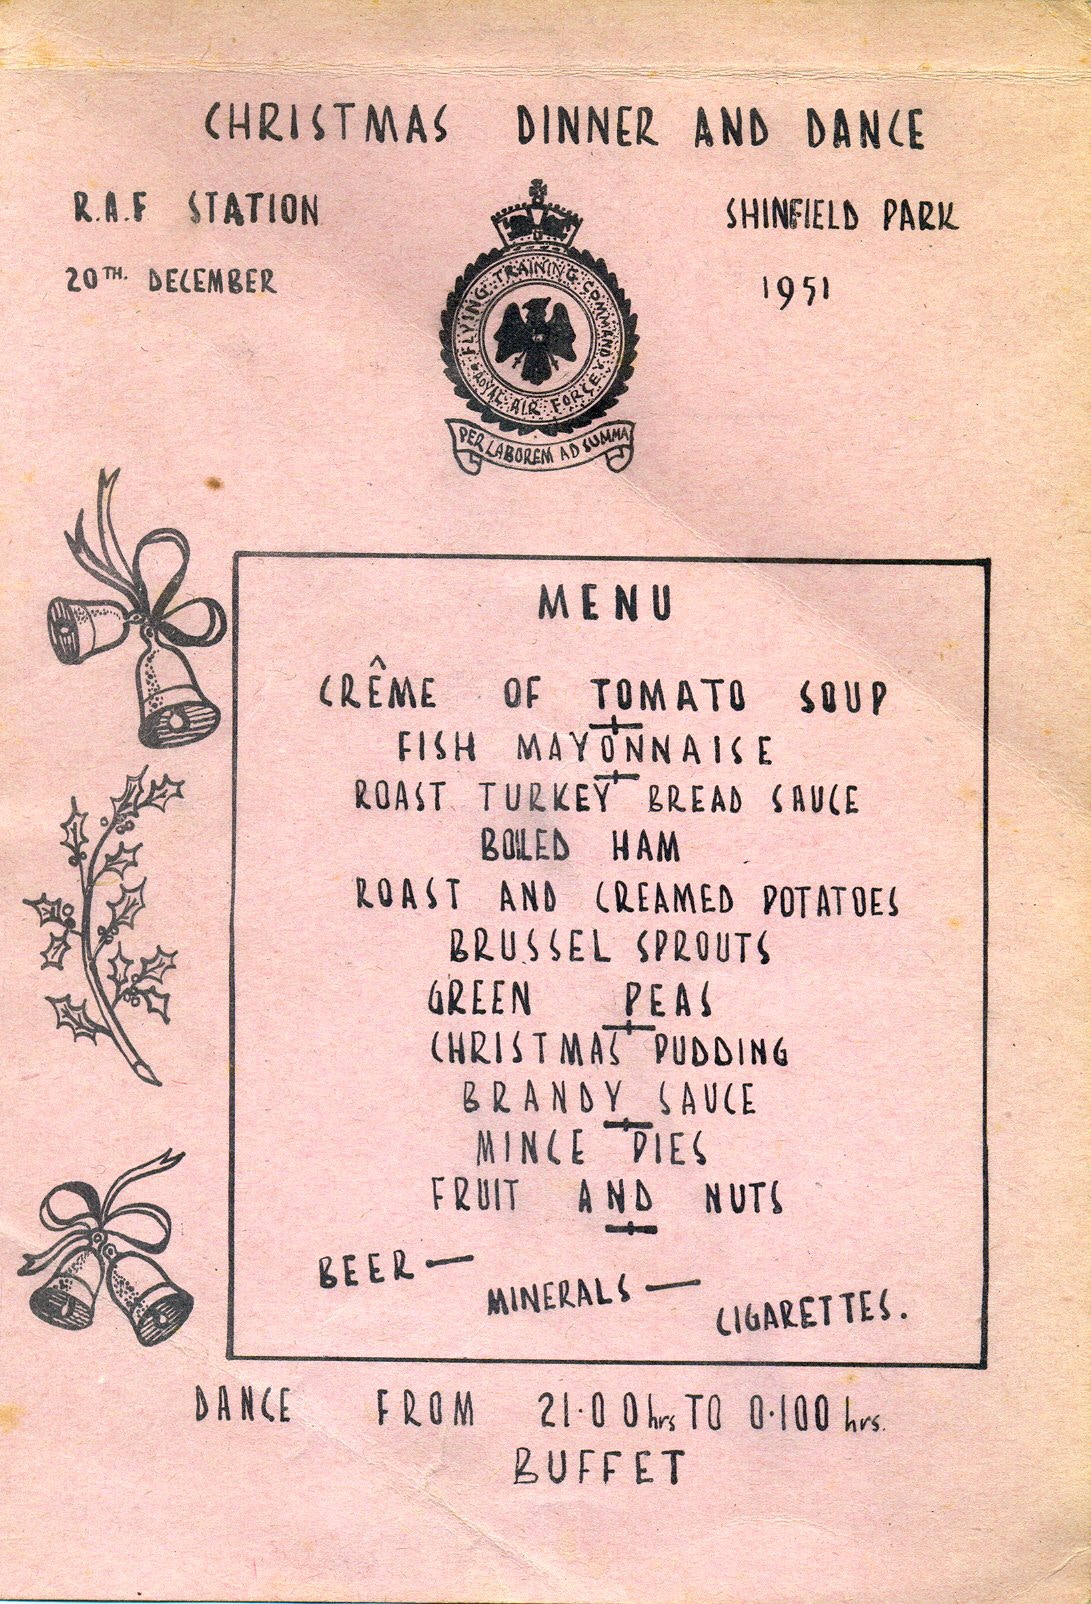 CHRISTMAS DINNER AND DANCE
R.A.F STATION
SHINFIELD PARK
20TH. DECEMBER
1951
FLYING TRAINING COMMAND
ROYAL AIR FORCE
PER LABOREM AD SUMMA
MENU
CRÊME OF TOMATO SOUP
FISH MAYONNAISE
ROAST TURKEY BREAD SAUCE
BOILED HAM
ROAST AND CREAMED POTATOES
BRUSSEL SPROUTS
GREEN PEAS
CHRISTMAS PUDDING
BRANDY SAUCE
MINCE PIES
FRUIT AND NUTS
BEER —
MINERALS —
CIGARETTES.
DANCE FROM 21·00hrs TO 0·100 hrs.
BUFFET